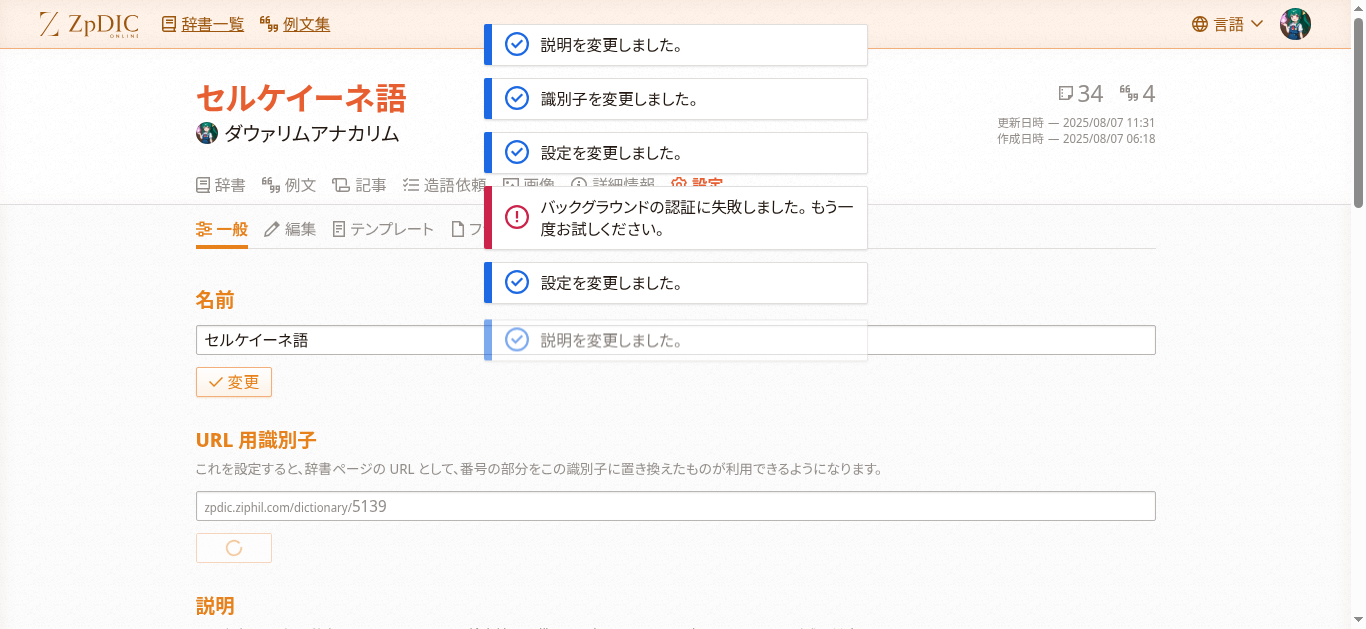 ZpDIC ONLINE 辞書一覧 例文集 言語
説明を変更しました。
識別子を変更しました。
設定を変更しました。
バックグラウンドの認証に失敗しました。もう一
度お試しください。
設定を変更しました。
説明を変更しました。
セルケイーネ語
34 4
ダウァリムアナカリム
更新日時 — 2025/08/07 11:31
作成日時 — 2025/08/07 06:18
辞書 例文 記事 造語依頼 画像 詳細情報 設定
一般 編集 テンプレート
名前
セルケイーネ語
変更
URL 用識別子
これを設定すると、辞書ページの URL として、番号の部分をこの識別子に置き換えたものが利用できるようになります。
zpdic.ziphil.com/dictionary/5139
説明